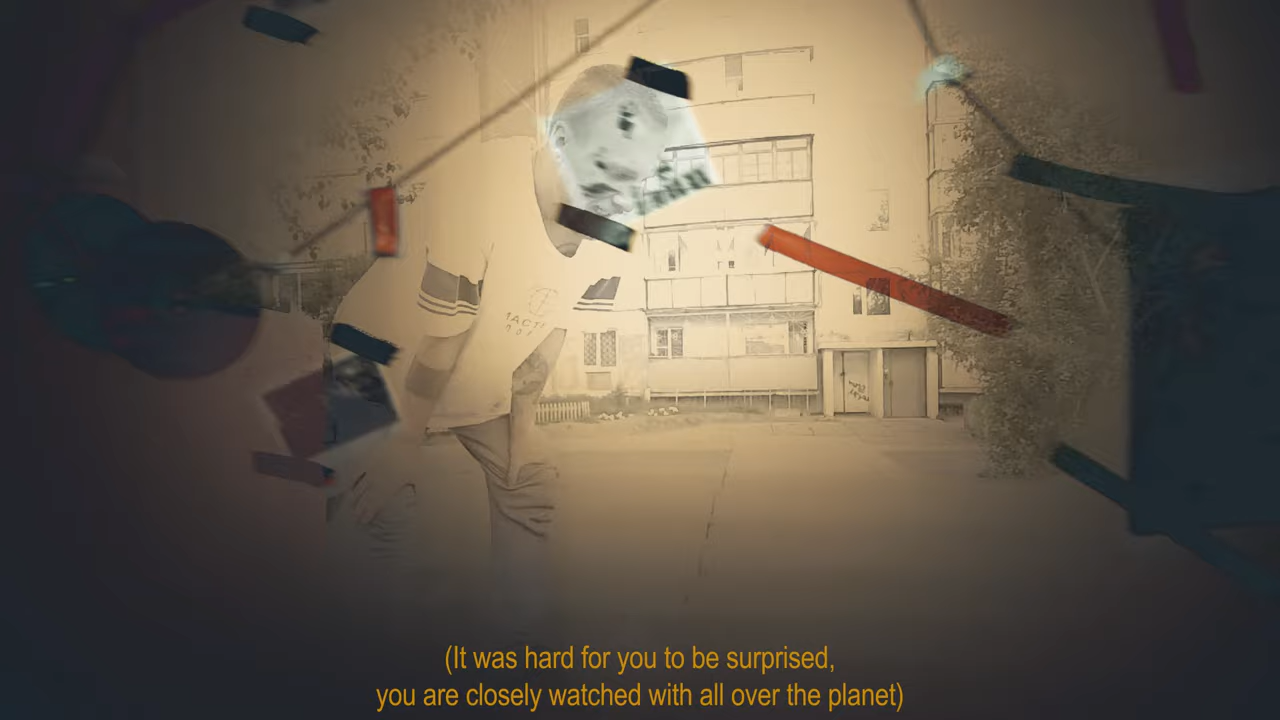 (It was hard for you to be surprised,
you are closely watched with all over the planet)